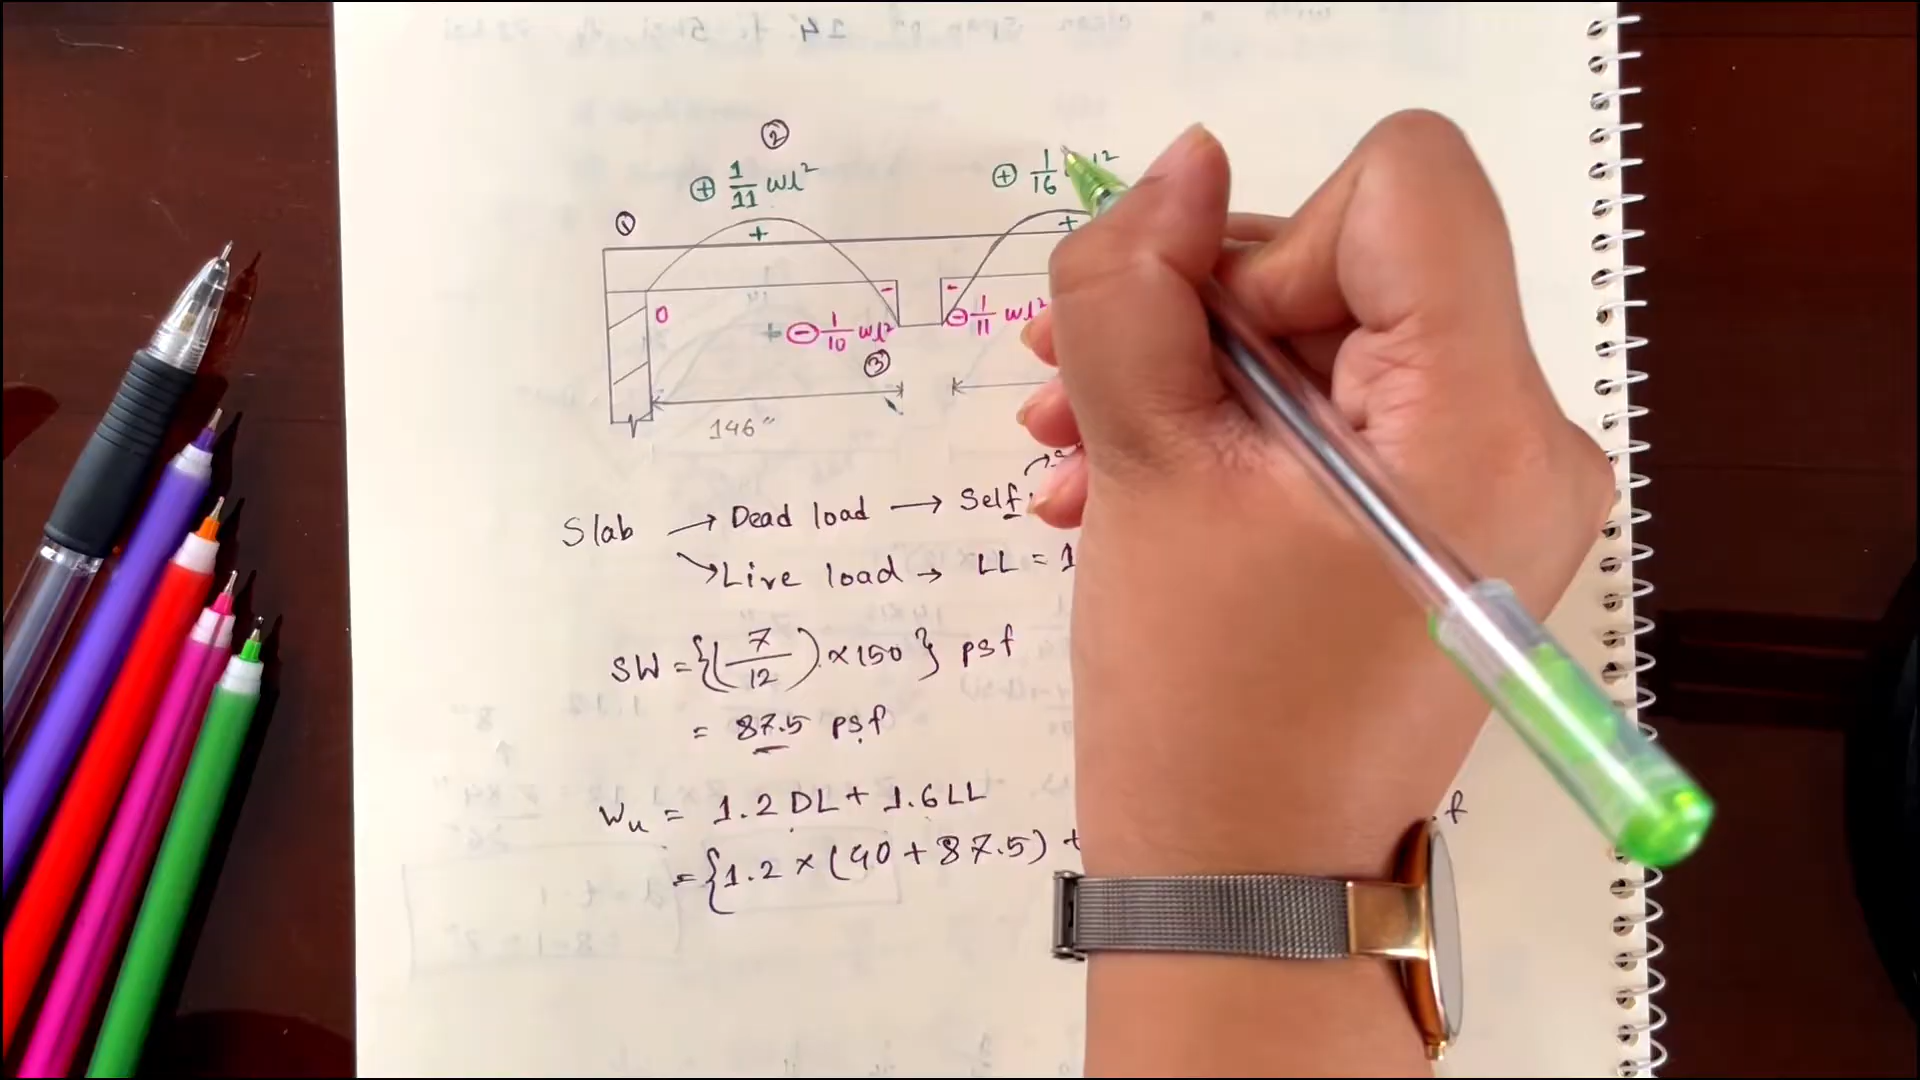 ②
⊕ 1/11 wl²
⊕ 1/16
①
+
+
0
-
-
⊖ 1/10 wl²
⊖ 1/11 wl²
③
146"
Slab → Dead load → Self
→ Live load → LL = 1
SW = {(7/12) × 150} psf
= 87.5 psf
Wu = 1.2 DL + 1.6 LL
= {1.2 × (40 + 87.5) +